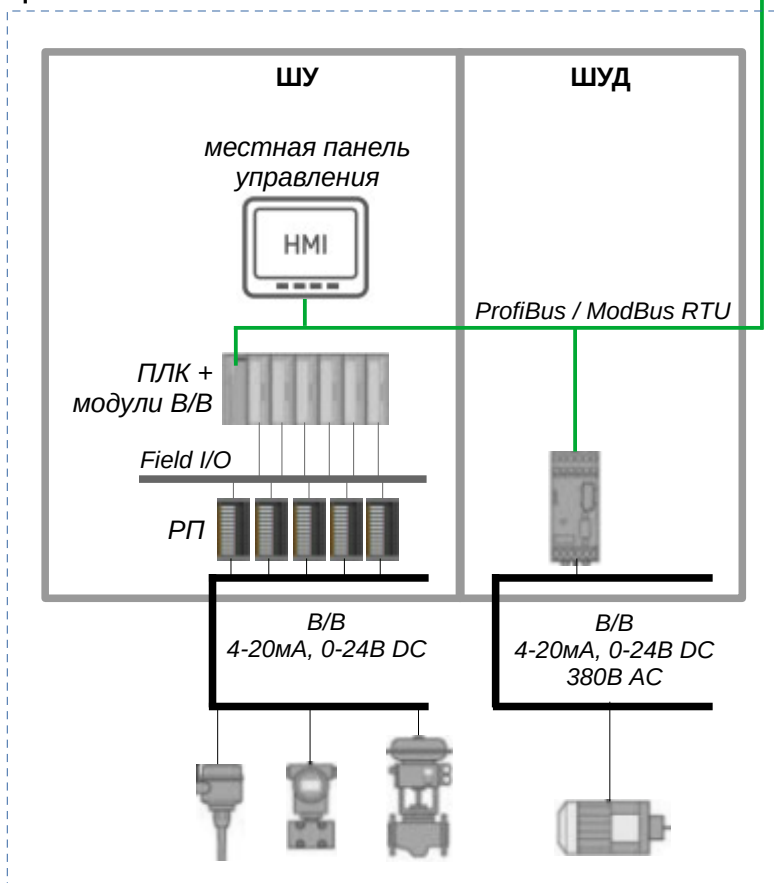 ШУ
ШУД
местная панель
управления
HMI
ProfiBus / ModBus RTU
ПЛК +
модули В/В
Field I/O
РП
В/В
4-20мА, 0-24В DC
В/В
4-20мА, 0-24В DC
380В AC